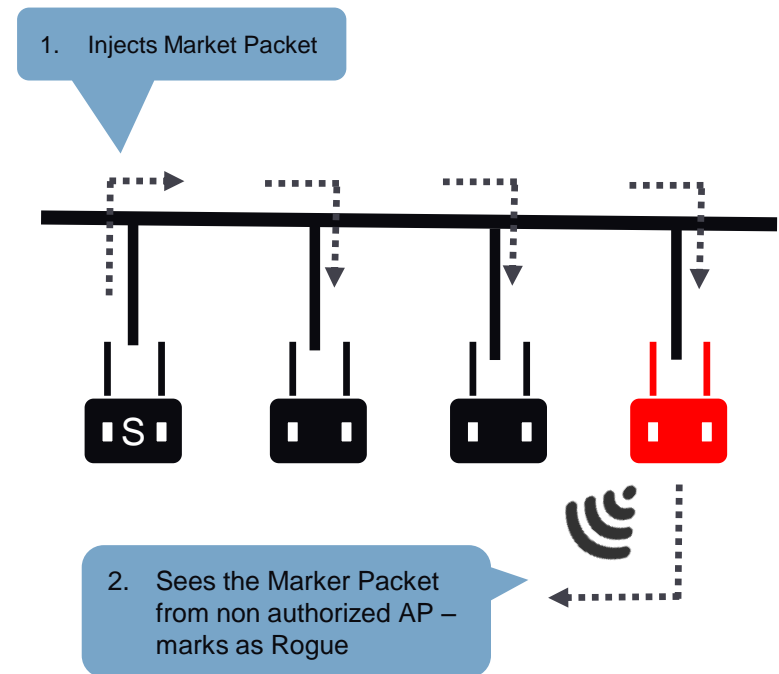 1. Injects Market Packet
S
2. Sees the Marker Packet
from non authorized AP –
marks as Rogue